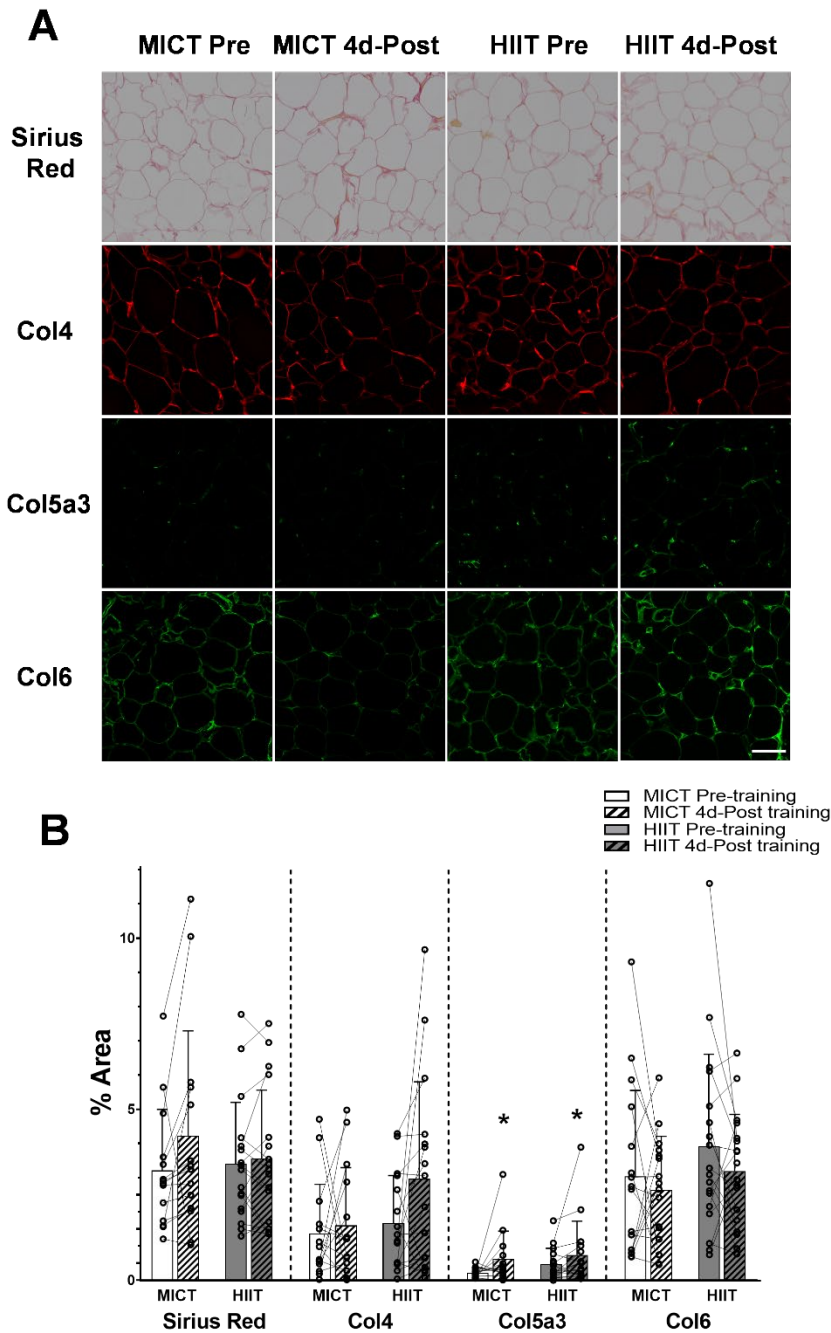 A
MICT Pre MICT 4d-Post HIIT Pre HIIT 4d-Post
Sirius
Red
Col4
Col5a3
Col6
MICT Pre-training
MICT 4d-Post training
HIIT Pre-training
HIIT 4d-Post training
B
% Area
10
5
0
* *
MICT HIIT MICT HIIT MICT HIIT MICT HIIT
Sirius Red Col4 Col5a3 Col6